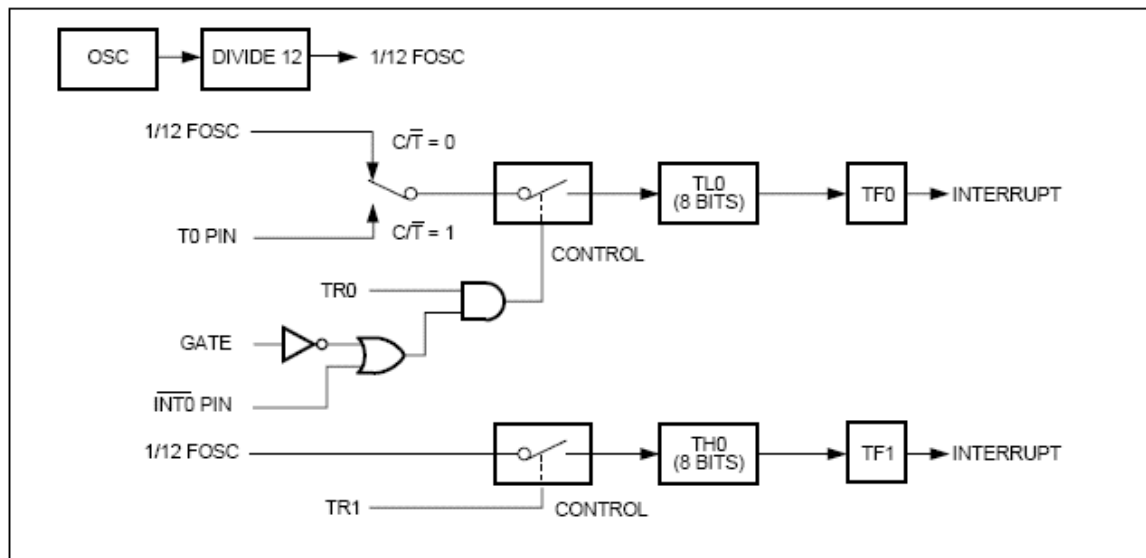 OSC
DIVIDE 12
1/12 FOSC
1/12 FOSC
C/T̅ = 0
T0 PIN
C/T̅ = 1
TL0
(8 BITS)
TF0
INTERRUPT
CONTROL
TR0
GATE
I̅N̅T̅0̅ PIN
1/12 FOSC
TH0
(8 BITS)
TF1
INTERRUPT
TR1
CONTROL